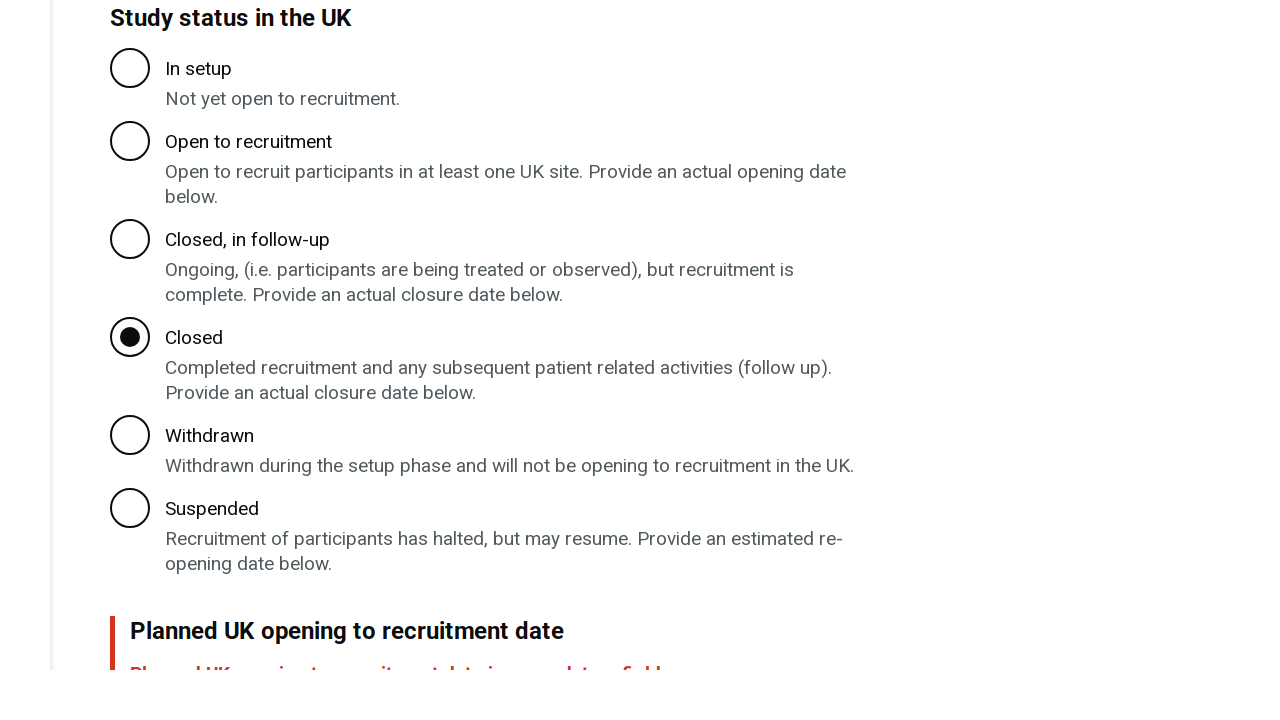 Study status in the UK
In setup
Not yet open to recruitment.
Open to recruitment
Open to recruit participants in at least one UK site. Provide an actual opening date
below.
Closed, in follow-up
Ongoing, (i.e. participants are being treated or observed), but recruitment is
complete. Provide an actual closure date below.
Closed
Completed recruitment and any subsequent patient related activities (follow up).
Provide an actual closure date below.
Withdrawn
Withdrawn during the setup phase and will not be opening to recruitment in the UK.
Suspended
Recruitment of participants has halted, but may resume. Provide an estimated re-
opening date below.
Planned UK opening to recruitment date